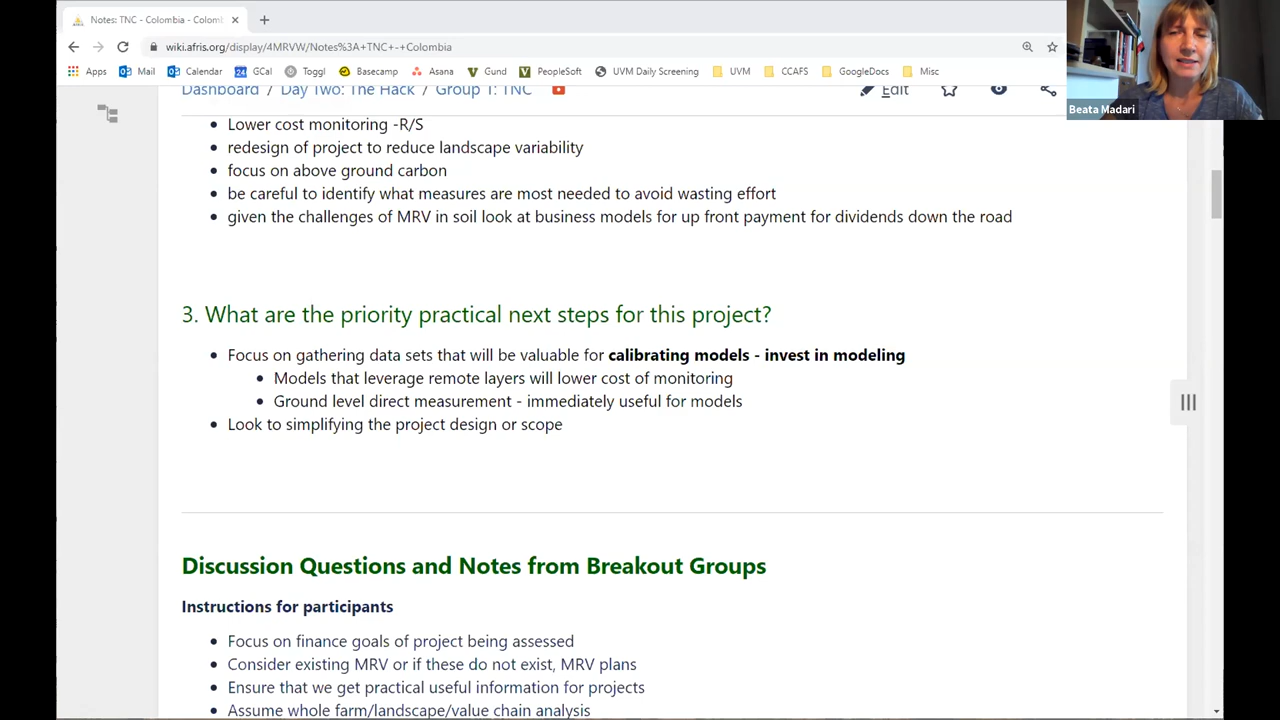 Notes: TNC - Colombia - Colomb
wiki.afris.org/display/4MRVW/Notes%3A+TNC+-+Colombia
Apps Mail Calendar 24 GCal Toggl Basecamp Asana Gund PeopleSoft UVM Daily Screening UVM CCAFS GoogleDocs Misc
Dashboard / Day Two: The Hack / Group 1: TNC Edit
Beata Madari
Lower cost monitoring -R/S
redesign of project to reduce landscape variability
focus on above ground carbon
be careful to identify what measures are most needed to avoid wasting effort
given the challenges of MRV in soil look at business models for up front payment for dividends down the road
3. What are the priority practical next steps for this project?
Focus on gathering data sets that will be valuable for calibrating models - invest in modeling
Models that leverage remote layers will lower cost of monitoring
Ground level direct measurement - immediately useful for models
Look to simplifying the project design or scope
Discussion Questions and Notes from Breakout Groups
Instructions for participants
Focus on finance goals of project being assessed
Consider existing MRV or if these do not exist, MRV plans
Ensure that we get practical useful information for projects
Assume whole farm/landscape/value chain analysis